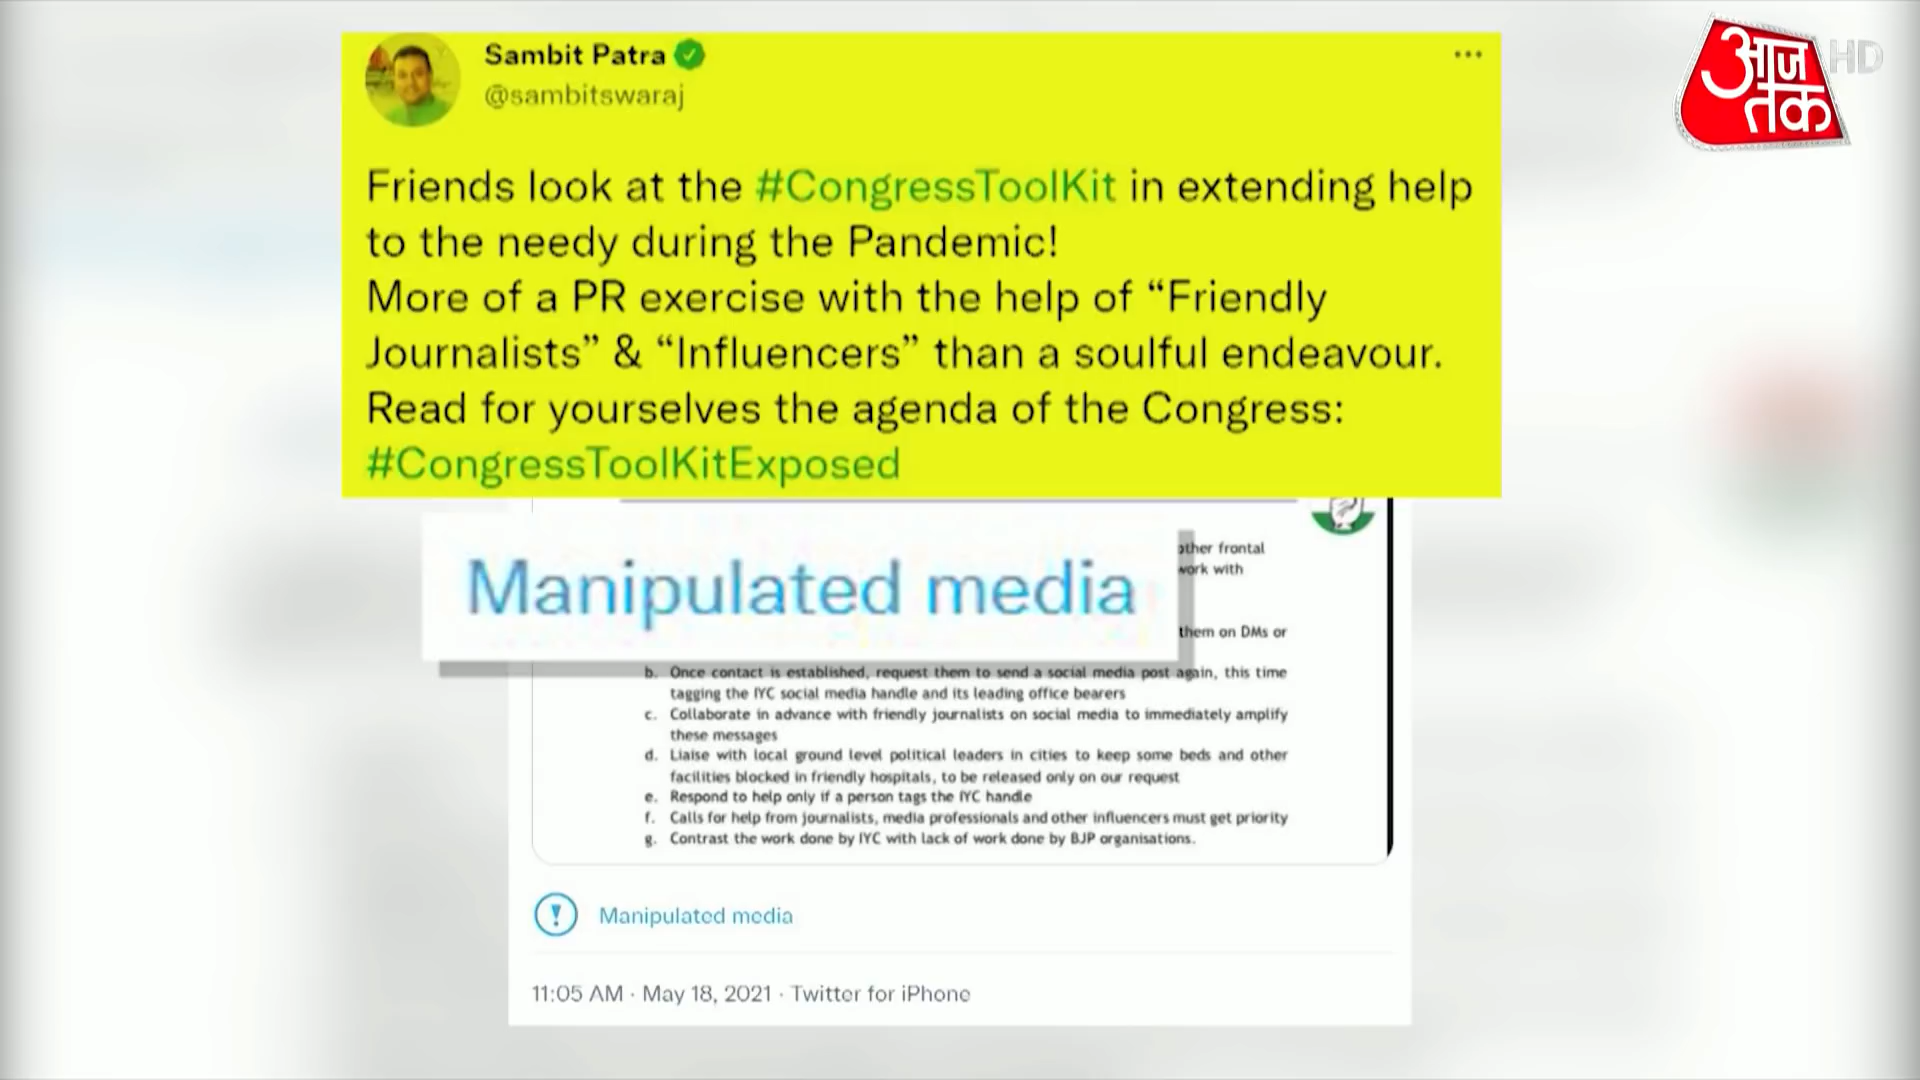 Sambit Patra
@sambitswaraj
Friends look at the #CongressToolKit in extending help
to the needy during the Pandemic!
More of a PR exercise with the help of “Friendly
Journalists” & “Influencers” than a soulful endeavour.
Read for yourselves the agenda of the Congress:
#CongressToolKitExposed
आज तक HD
other frontal
work with
Manipulated media
them on DMs or
b. Once contact is established, request them to send a social media post again, this time
tagging the IYC social media handle and its leading office bearers
c. Collaborate in advance with friendly journalists on social media to immediately amplify
these messages
d. Liaise with local ground level political leaders in cities to keep some beds and other
facilities blocked in friendly hospitals, to be released only on our request
e. Respond to help only if a person tags the IYC handle
f. Calls for help from journalists, media professionals and other influencers must get priority
g. Contrast the work done by IYC with lack of work done by BJP organisations.
Manipulated media
11:05 AM · May 18, 2021 · Twitter for iPhone